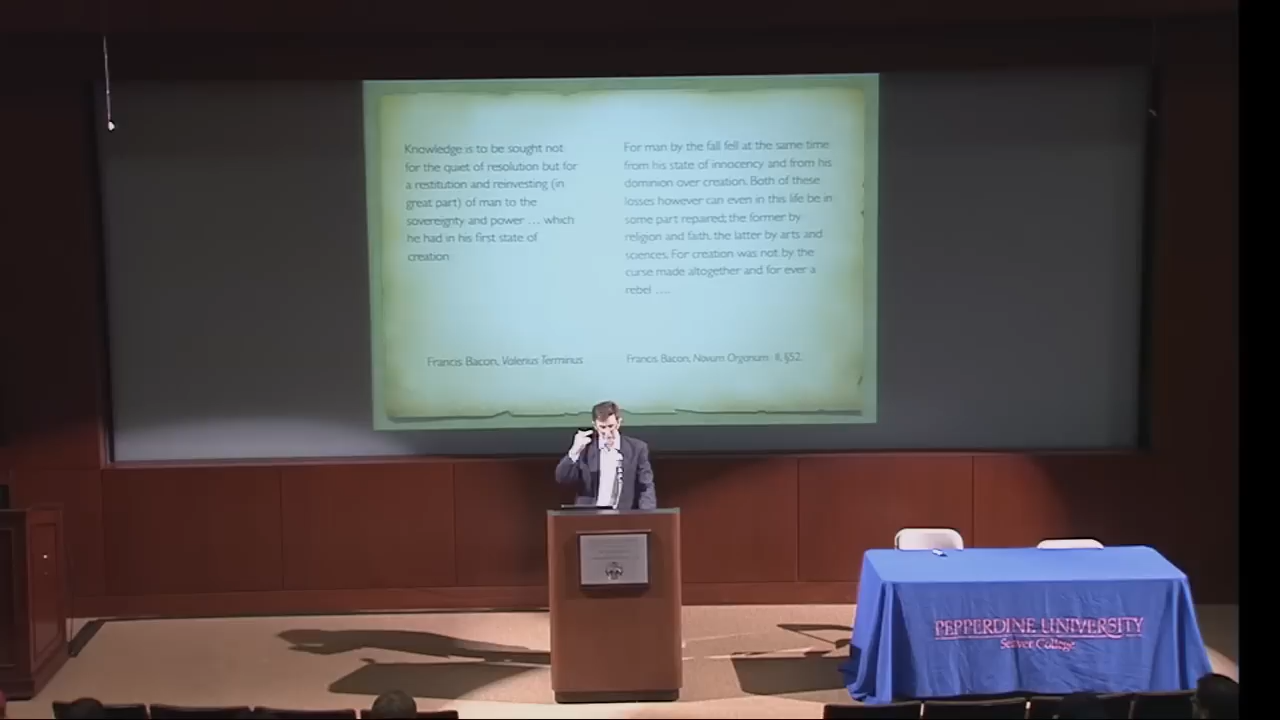 Knowledge is to be sought not
for the quiet of resolution but for
a restitution and reinvesting (in
great part) of man to the
sovereignty and power ... which
he had in his first state of
creation
Francis Bacon, Valerius Terminus
For man by the fall fell at the same time
from his state of innocency and from his
dominion over creation. Both of these
losses however can even in this life be in
some part repaired; the former by
religion and faith, the latter by arts and
sciences. For creation was not by the
curse made altogether and for ever a
rebel ....
Francis Bacon, Novum Organum II, §52.
PEPPERDINE UNIVERSITY
Seaver College